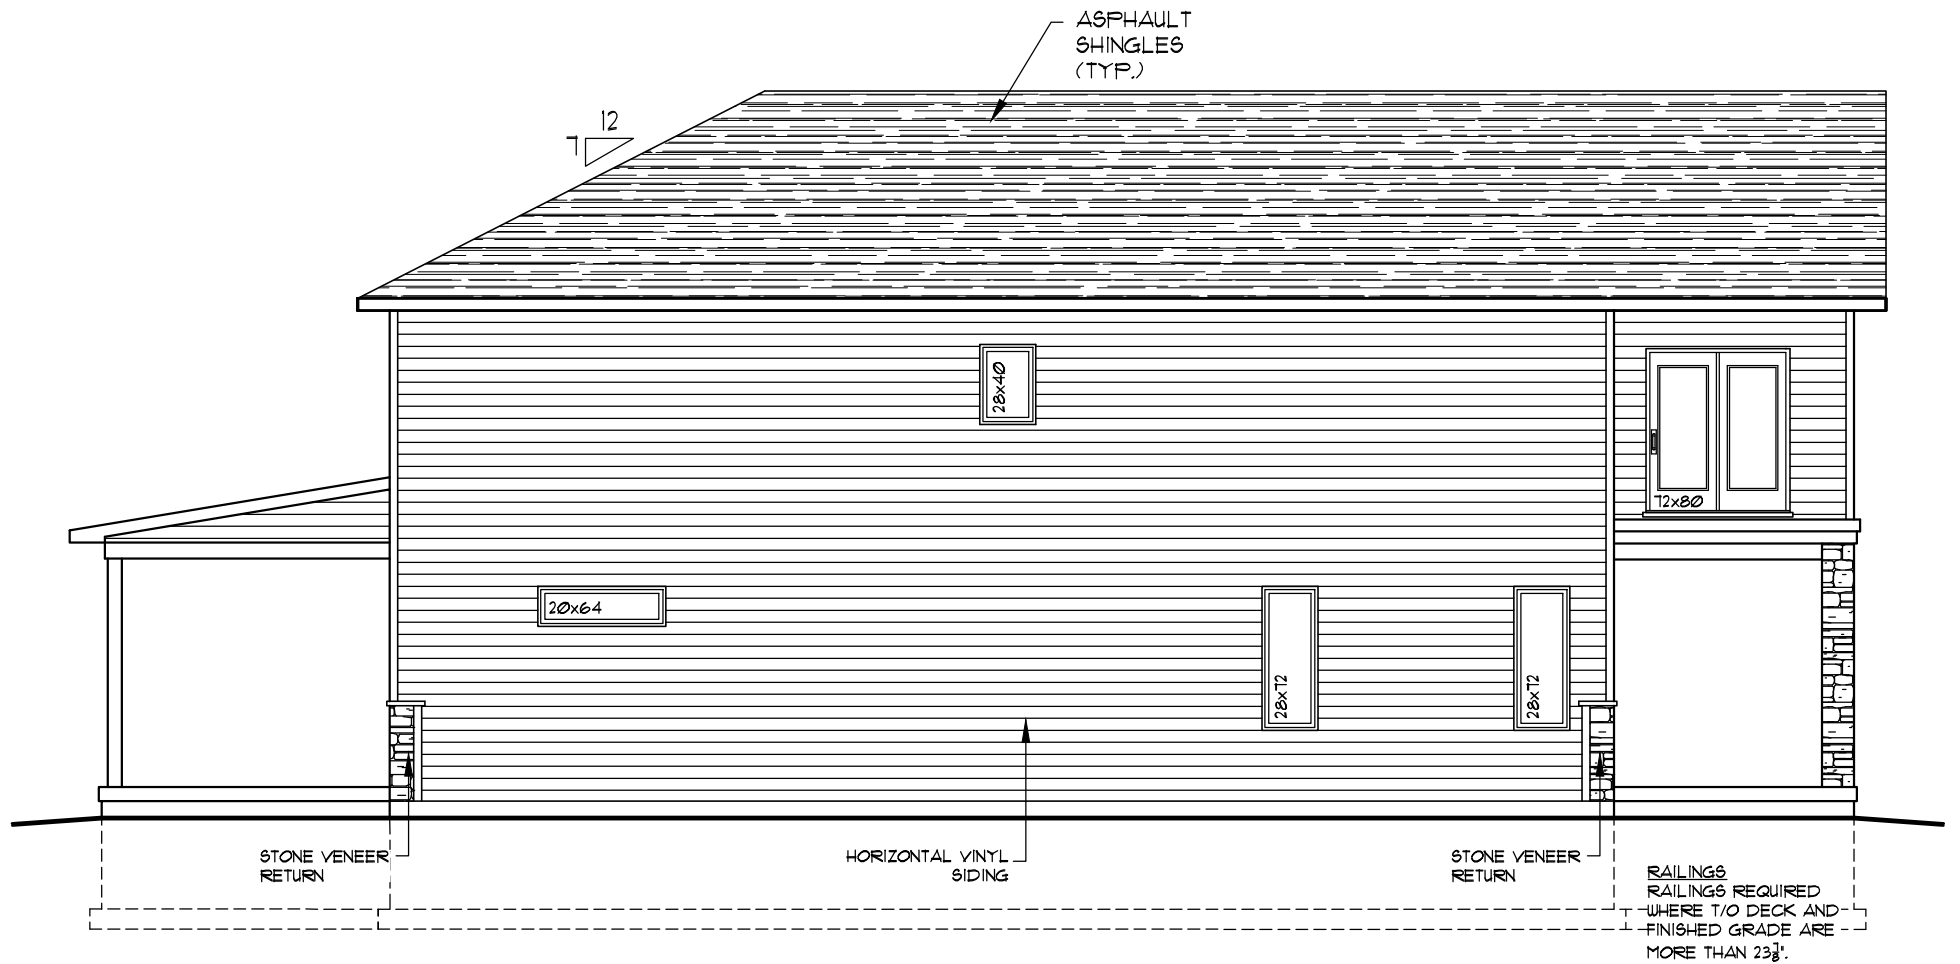 ASPHAULT
SHINGLES
(TYP.)
12
7
28x40
72x80
20x64
28x72
28x72
STONE VENEER
RETURN
HORIZONTAL VINYL
SIDING
STONE VENEER
RETURN
RAILINGS
RAILINGS REQUIRED
WHERE T/O DECK AND
FINISHED GRADE ARE
MORE THAN 23⅞".